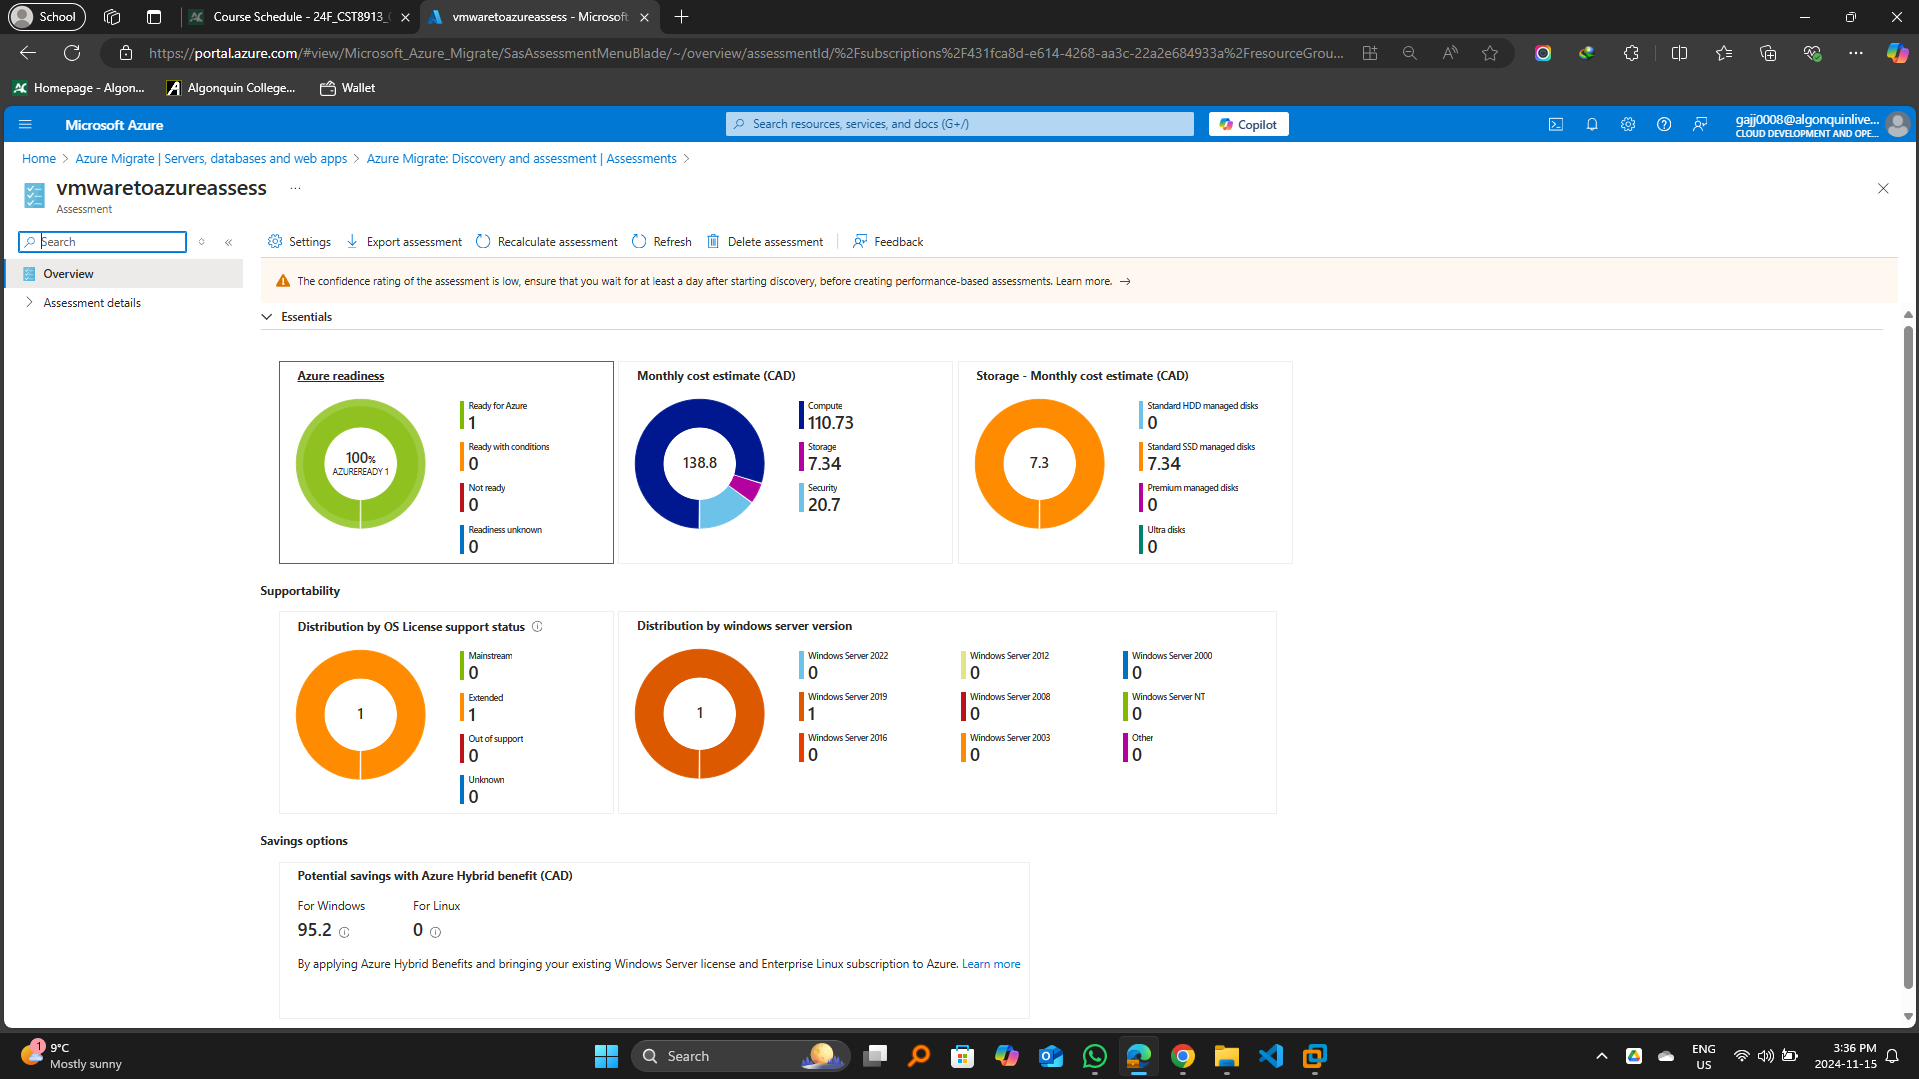 School
Course Schedule - 24F_CST8913_
vmwaretoazureassess - Microsoft
https://portal.azure.com/#view/Microsoft_Azure_Migrate/SasAssessmentMenuBlade/~/overview/assessmentId/%2Fsubscriptions%2F431fca8d-e614-4268-aa3c-22a2e684933a%2FresourceGrou...
Homepage - Algon...
Algonquin College...
Wallet
Microsoft Azure
Search resources, services, and docs (G+/)
Copilot
gajj0008@algonquinlive...
CLOUD DEVELOPMENT AND OPE...
Home > Azure Migrate | Servers, databases and web apps > Azure Migrate: Discovery and assessment | Assessments >
vmwaretoazureassess ...
Assessment
Search
Settings
Export assessment
Recalculate assessment
Refresh
Delete assessment
Feedback
Overview
Assessment details
The confidence rating of the assessment is low, ensure that you wait for at least a day after starting discovery, before creating performance-based assessments. Learn more. →
Essentials
Azure readiness
100%
AZUREREADY 1
Ready for Azure
1
Ready with conditions
0
Not ready
0
Readiness unknown
0
Monthly cost estimate (CAD)
138.8
Compute
110.73
Storage
7.34
Security
20.7
Storage - Monthly cost estimate (CAD)
7.3
Standard HDD managed disks
0
Standard SSD managed disks
7.34
Premium managed disks
0
Ultra disks
0
Supportability
Distribution by OS License support status
1
Mainstream
0
Extended
1
Out of support
0
Unknown
0
Distribution by windows server version
1
Windows Server 2022
0
Windows Server 2019
1
Windows Server 2016
0
Windows Server 2012
0
Windows Server 2008
0
Windows Server 2003
0
Windows Server 2000
0
Windows Server NT
0
Other
0
Savings options
Potential savings with Azure Hybrid benefit (CAD)
For Windows
95.2
For Linux
0
By applying Azure Hybrid Benefits and bringing your existing Windows Server license and Enterprise Linux subscription to Azure. Learn more
1
9°C
Mostly sunny
Search
ENG
US
3:36 PM
2024-11-15